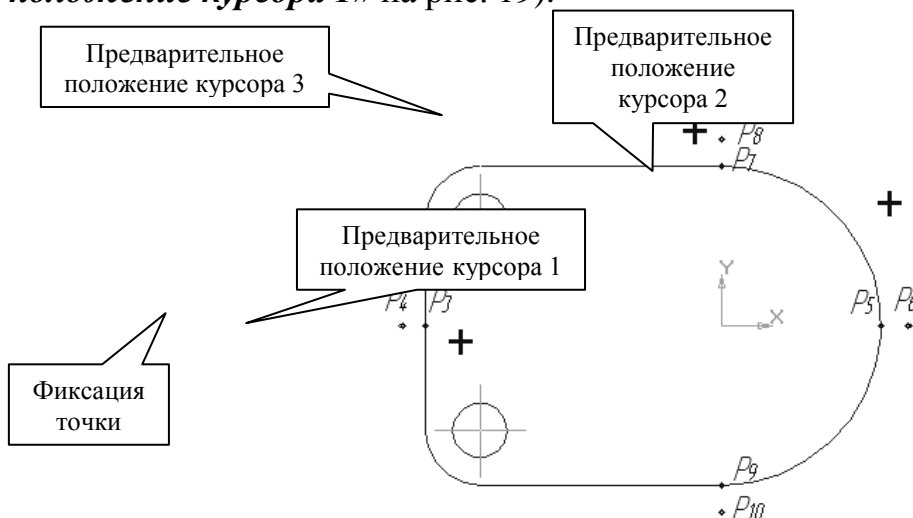 положение курсора 1» на рис. 19).
Предварительное
положение курсора 3
Предварительное
положение
курсора 2
P8
P7
Предварительное
положение курсора 1
Y
X
P4
P3
P5
P6
Фиксация
точки
P9
P10